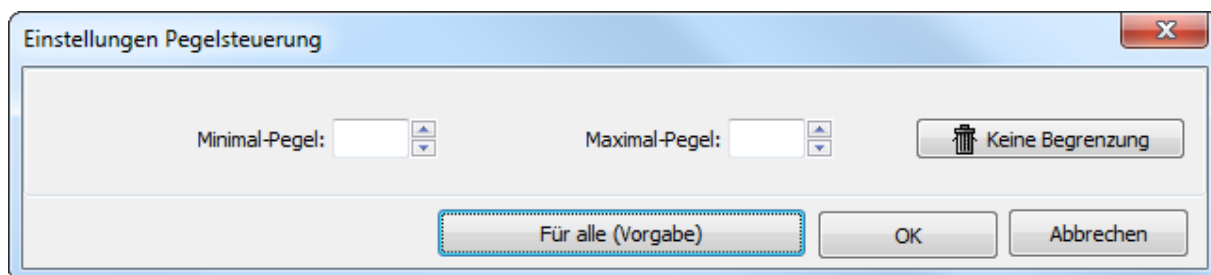 Einstellungen Pegelsteuerung
Minimal-Pegel: Maximal-Pegel: Keine Begrenzung
Für alle (Vorgabe) OK Abbrechen